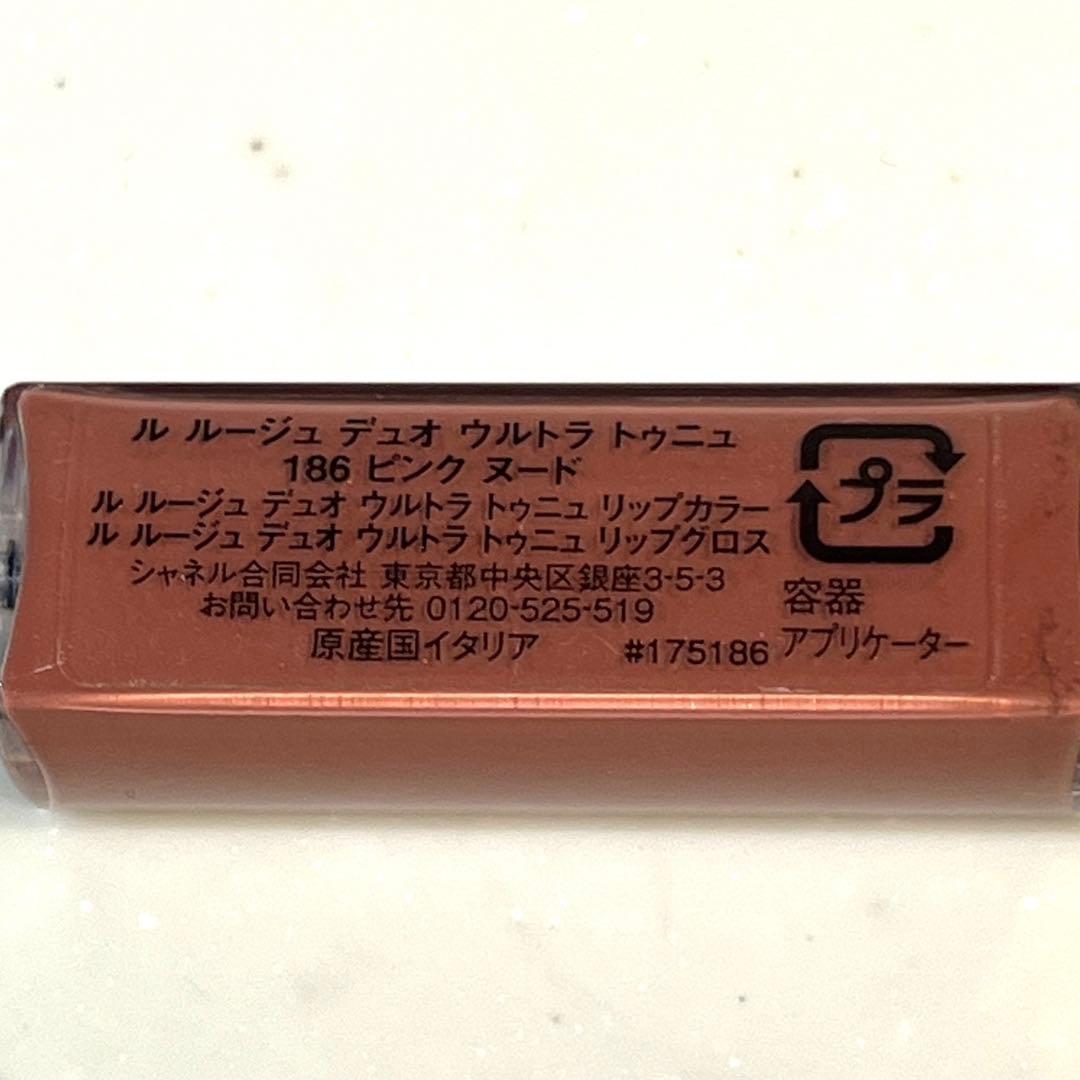 ル ルージュ デュオ ウルトラ トゥニュ
186 ピンク ヌード
ル ルージュ デュオ ウルトラ トゥニュ リップカラー
ル ルージュ デュオ ウルトラ トゥニュ リップグロス
シャネル合同会社 東京都中央区銀座3-5-3
お問い合わせ先 0120-525-519
原産国イタリア #175186
プラ
容器
アプリケーター